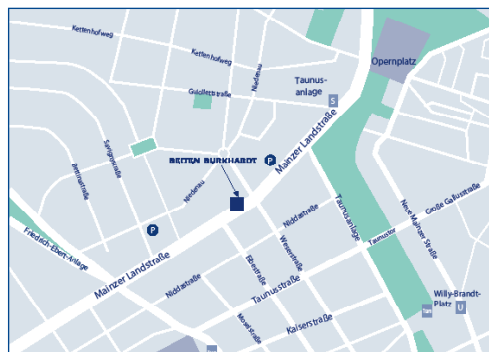 Kettenhofweg
Kettenhofweg
Niedenau
Opernplatz
Taunus-
anlage
S
Guiollettstraße
Mainzer Landstraße
BEITEN BURKHARDT
P
Savignystraße
Bettinastraße
Niedenau
P
Friedrich-Ebert-Anlage
Mainzer Landstraße
Niddastraße
Niddastraße
Weserstraße
Elbestraße
Moselstraße
Taunusstraße
Kaiserstraße
Taunusanlage
Taunustor
Neue Mainzer Straße
Große Gallusstraße
Willy-Brandt-
Platz
U